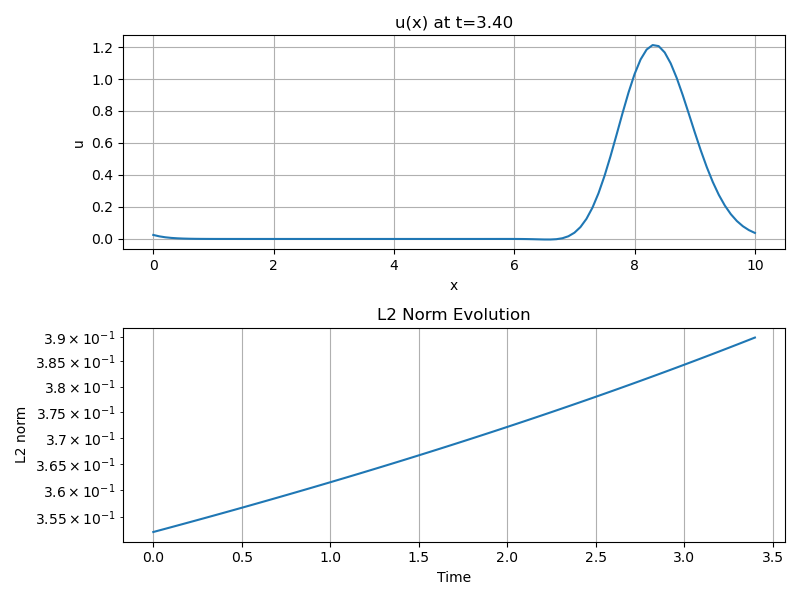 u(x) at t=3.40
u
1.2
1.0
0.8
0.6
0.4
0.2
0.0
0 2 4 6 8 10
x
L2 Norm Evolution
L2 norm
3.9 × 10⁻¹
3.85 × 10⁻¹
3.8 × 10⁻¹
3.75 × 10⁻¹
3.7 × 10⁻¹
3.65 × 10⁻¹
3.6 × 10⁻¹
3.55 × 10⁻¹
0.0 0.5 1.0 1.5 2.0 2.5 3.0 3.5
Time